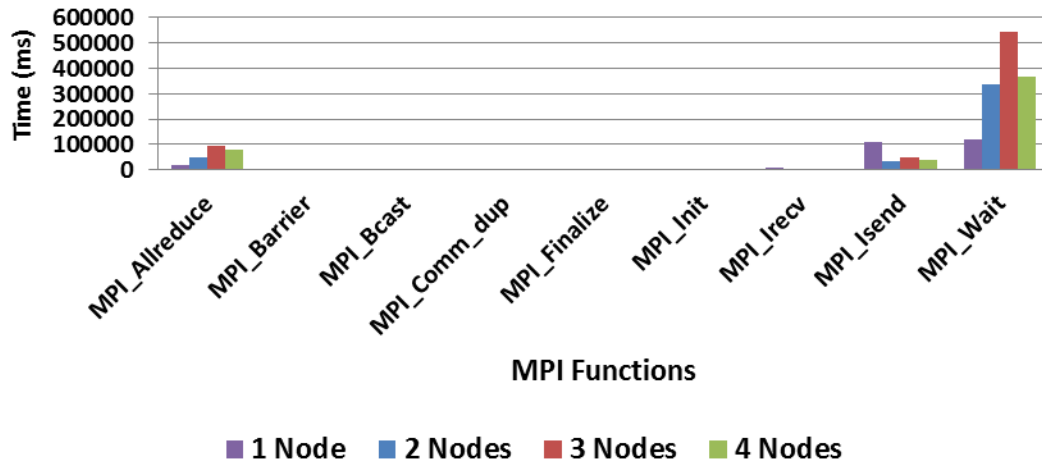 Time (ms)
600000
500000
400000
300000
200000
100000
0
MPI_Allreduce
MPI_Barrier
MPI_Bcast
MPI_Comm_dup
MPI_Finalize
MPI_Init
MPI_Irecv
MPI_Isend
MPI_Wait
MPI Functions
1 Node 2 Nodes 3 Nodes 4 Nodes